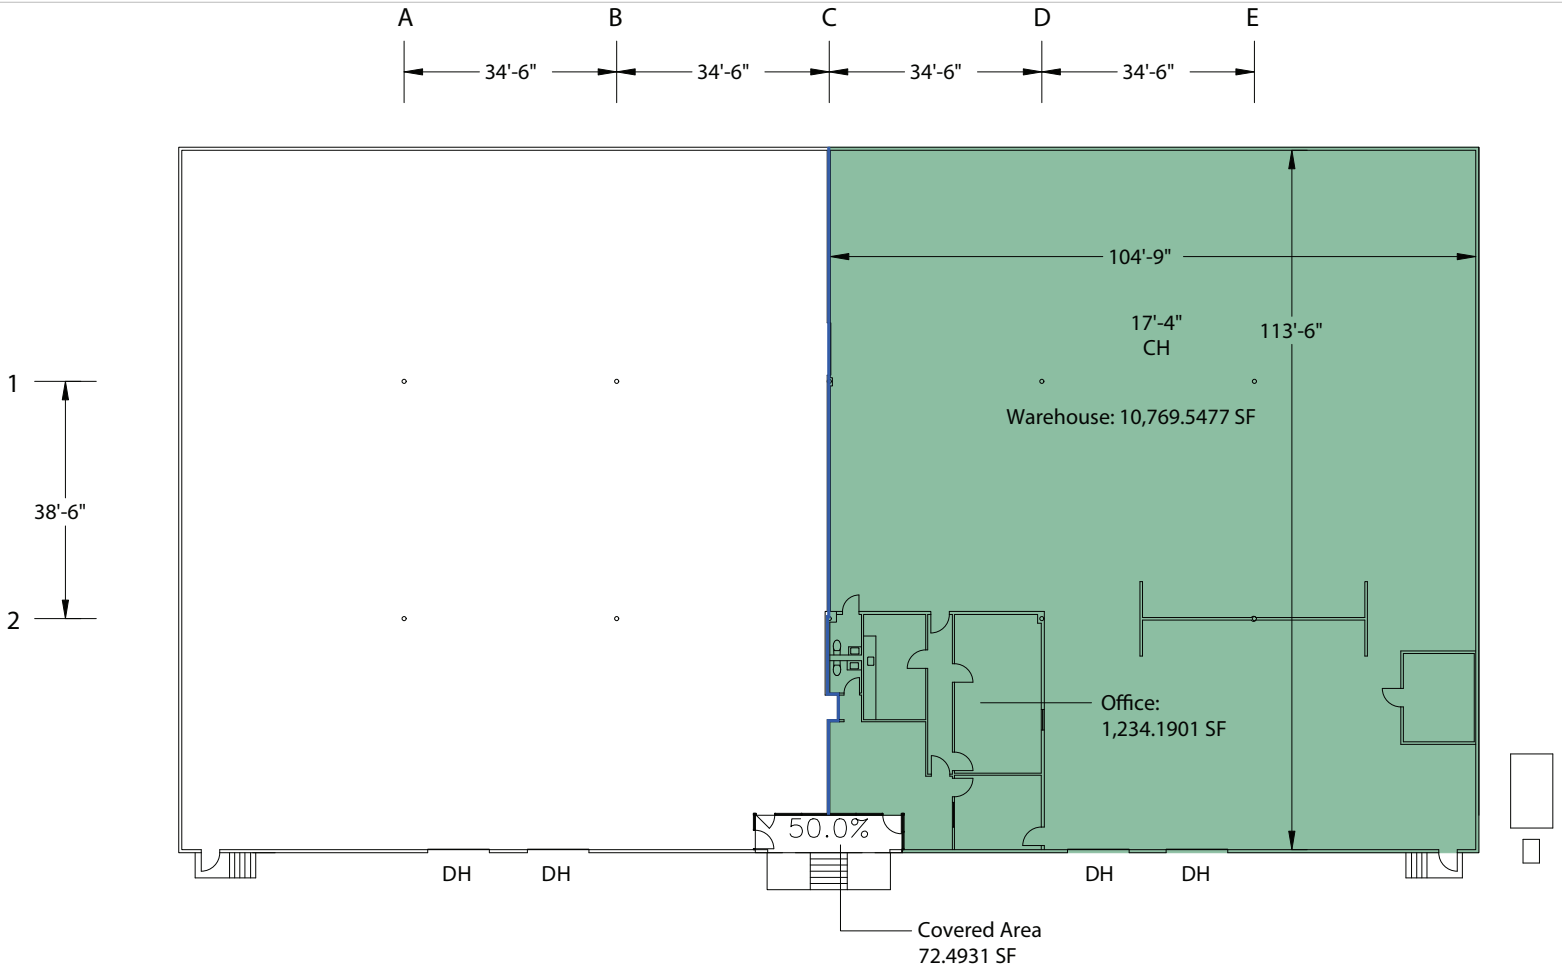 A
B
C
D
E
34'-6"
34'-6"
34'-6"
34'-6"
104'-9"
17'-4"
CH
113'-6"
1
Warehouse: 10,769.5477 SF
38'-6"
2
Office:
1,234.1901 SF
50.0%
DH
DH
DH
DH
Covered Area
72.4931 SF